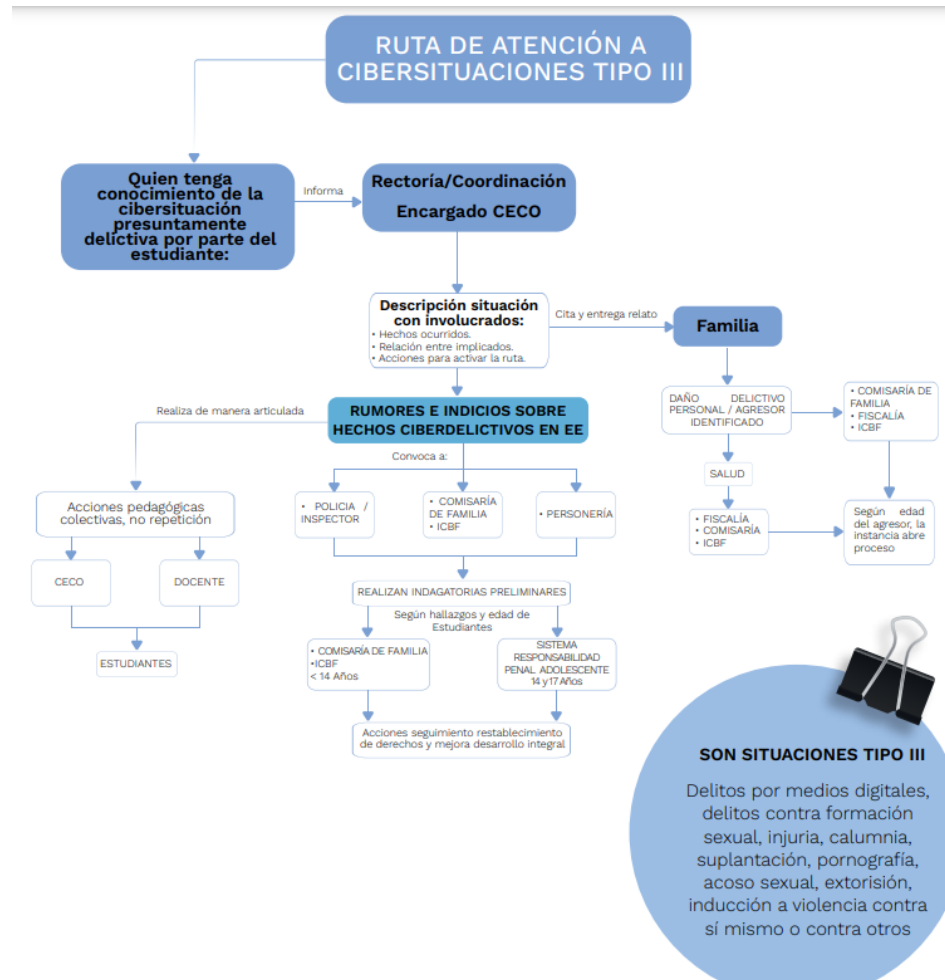 RUTA DE ATENCIÓN A
CIBERSITUACIONES TIPO III
Quien tenga
conocimiento de la
cibersituación
presuntamente
delictiva por parte del
estudiante:
Informa
Rectoría/Coordinación
Encargado CECO
Descripción situación
con involucrados:
• Hechos ocurridos.
• Relación entre implicados.
• Acciones para activar la ruta.
Cita y entrega relato
Familia
DAÑO DELICTIVO
PERSONAL / AGRESOR
IDENTIFICADO
• COMISARÍA DE
FAMILIA
• FISCALÍA
• ICBF
SALUD
• FISCALÍA
• COMISARÍA
• ICBF
Según edad
del agresor, la
instancia abre
proceso
Realiza de manera articulada
RUMORES E INDICIOS SOBRE
HECHOS CIBERDELICTIVOS EN EE
Convoca a:
Acciones pedagógicas
colectivas, no repetición
CECO
DOCENTE
ESTUDIANTES
• POLICIA /
INSPECTOR
• COMISARÍA
DE FAMILIA
• ICBF
• PERSONERÍA
REALIZAN INDAGATORIAS PRELIMINARES
Según hallazgos y edad de
Estudiantes
• COMISARÍA DE FAMILIA
•ICBF
< 14 Años
SISTEMA
RESPONSABILIDAD
PENAL ADOLESCENTE
14 y 17 Años
Acciones seguimiento restablecimiento
de derechos y mejora desarrollo integral
SON SITUACIONES TIPO III
Delitos por medios digitales,
delitos contra formación
sexual, injuria, calumnia,
suplantación, pornografía,
acoso sexual, extorisión,
inducción a violencia contra
sí mismo o contra otros